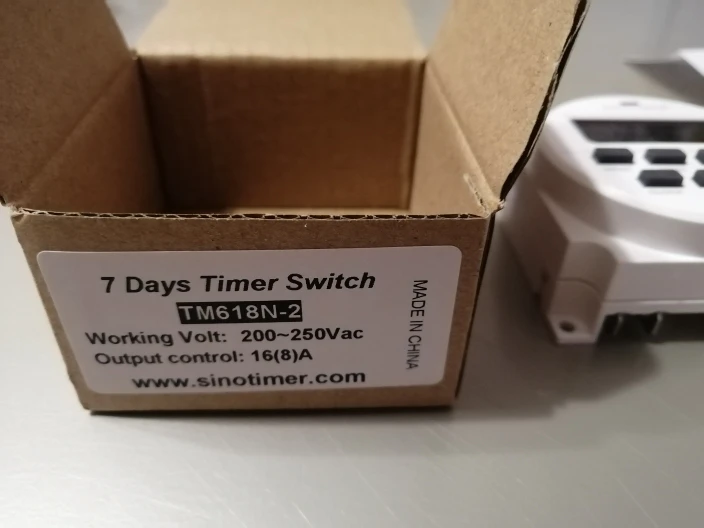 7 Days Timer Switch
TM618N-2
Working Volt: 200~250Vac
Output control: 16(8)A
www.sinotimer.com
MADE IN CHINA